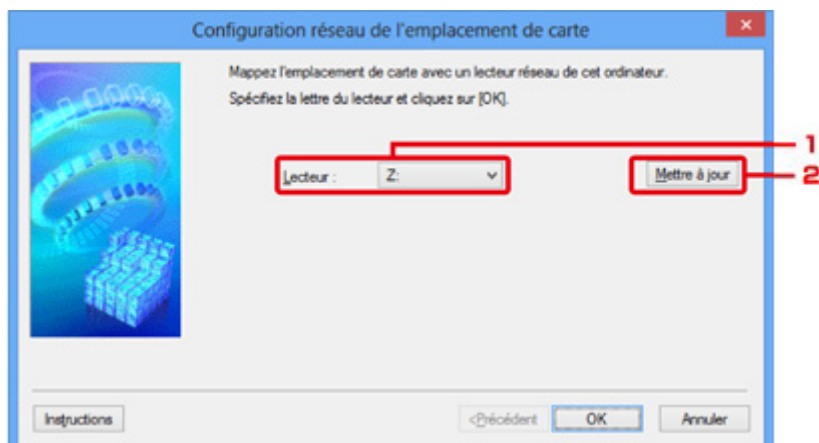 Configuration réseau de l'emplacement de carte
Mappez l'emplacement de carte avec un lecteur réseau de cet ordinateur.
Spécifiez la lettre du lecteur et cliquez sur [OK].
1
Lecteur : Z: Mettre à jour
2
Instructions <Précédent OK Annuler